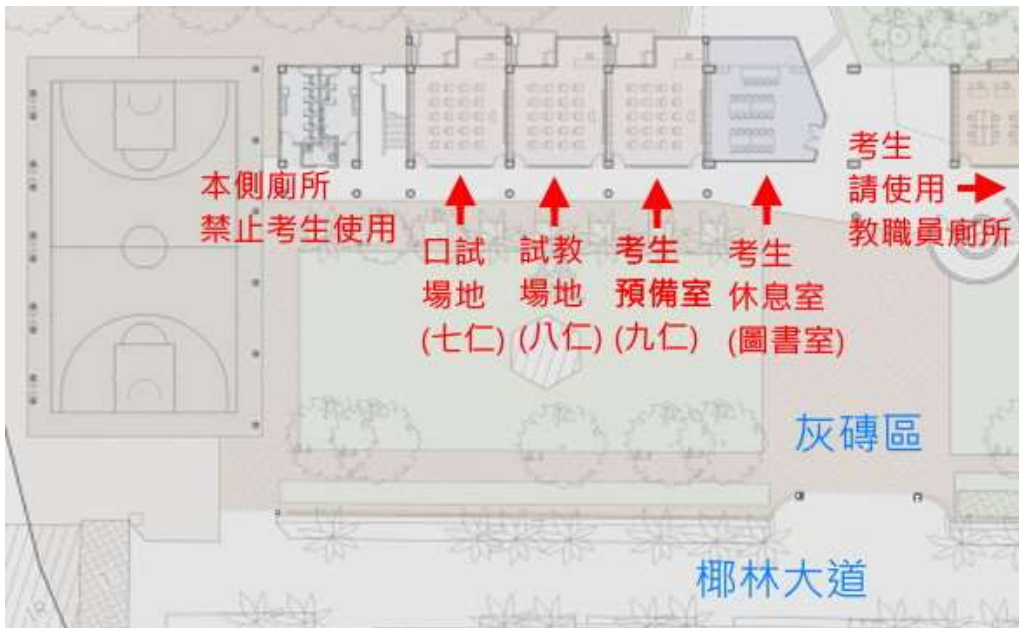 本側廁所
禁止考生使用
口試
場地
(七仁)
試教
場地
(八仁)
考生
預備室
(九仁)
考生
休息室
(圖書室)
考生
請使用
教職員廁所
灰磚區
椰林大道